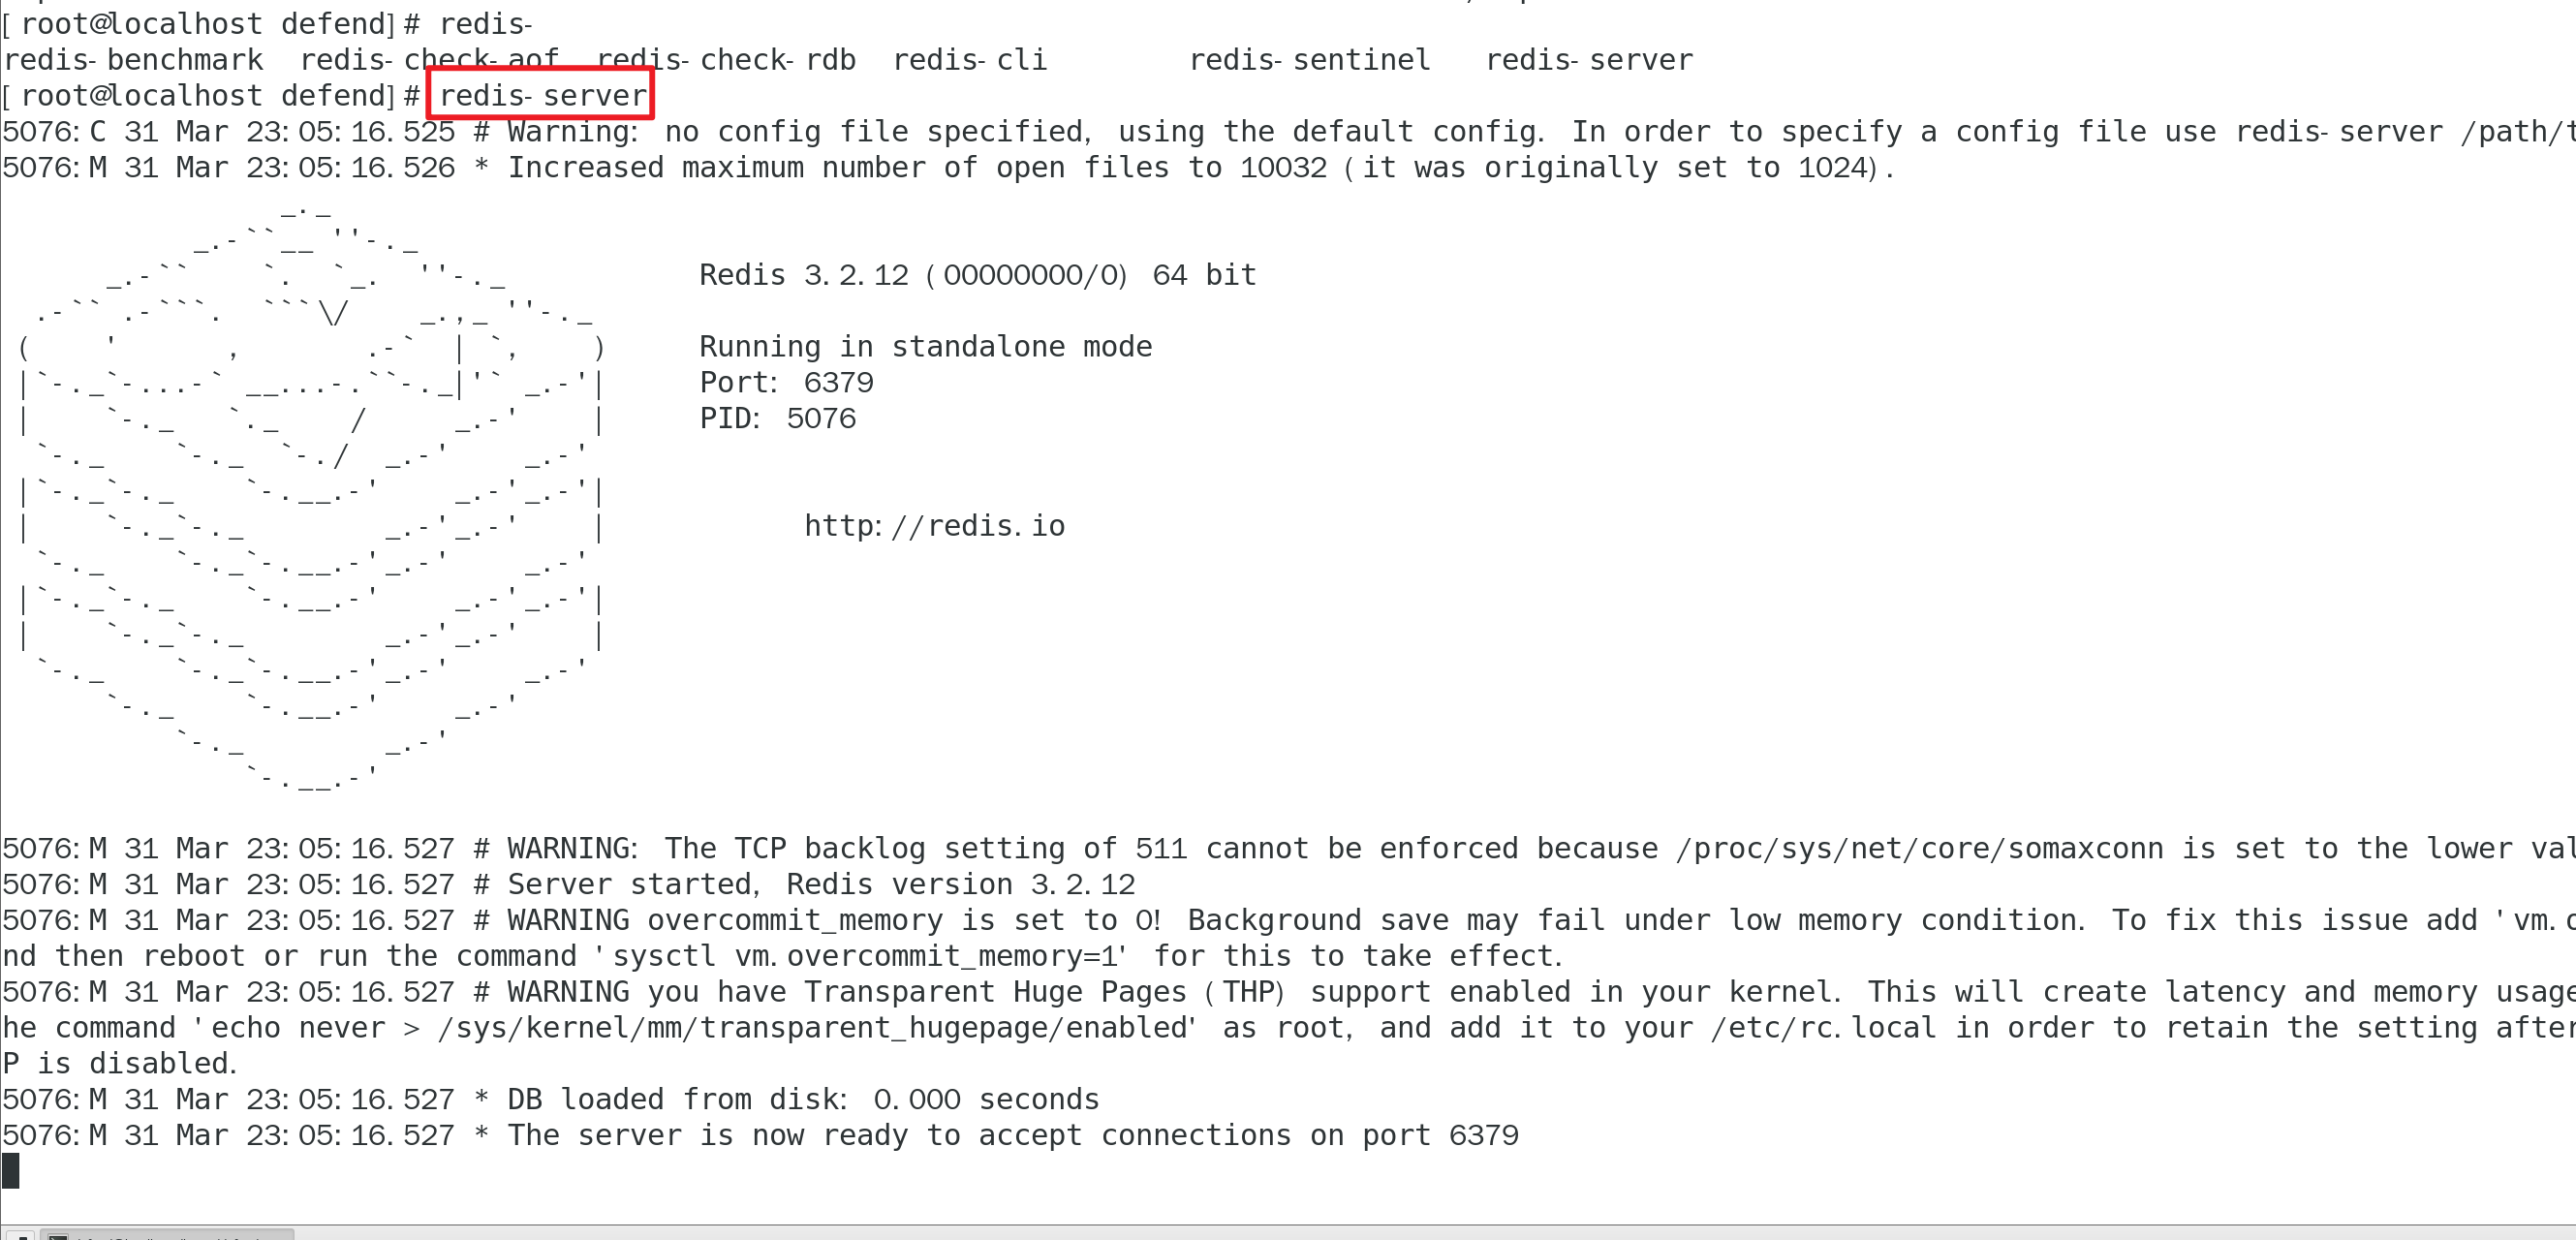 [root@localhost defend]# redis-
redis-benchmark  redis-check-aof  redis-check-rdb  redis-cli        redis-sentinel   redis-server
[root@localhost defend]# redis-server
5076:C 31 Mar 23:05:16.525 # Warning: no config file specified, using the default config. In order to specify a config file use redis-server /path/t
5076:M 31 Mar 23:05:16.526 * Increased maximum number of open files to 10032 (it was originally set to 1024).
Redis 3.2.12 (00000000/0) 64 bit
Running in standalone mode
Port: 6379
PID: 5076
http://redis.io
5076:M 31 Mar 23:05:16.527 # WARNING: The TCP backlog setting of 511 cannot be enforced because /proc/sys/net/core/somaxconn is set to the lower val
5076:M 31 Mar 23:05:16.527 # Server started, Redis version 3.2.12
5076:M 31 Mar 23:05:16.527 # WARNING overcommit_memory is set to 0! Background save may fail under low memory condition. To fix this issue add 'vm.o
nd then reboot or run the command 'sysctl vm.overcommit_memory=1' for this to take effect.
5076:M 31 Mar 23:05:16.527 # WARNING you have Transparent Huge Pages (THP) support enabled in your kernel. This will create latency and memory usage
he command 'echo never > /sys/kernel/mm/transparent_hugepage/enabled' as root, and add it to your /etc/rc.local in order to retain the setting after
P is disabled.
5076:M 31 Mar 23:05:16.527 * DB loaded from disk: 0.000 seconds
5076:M 31 Mar 23:05:16.527 * The server is now ready to accept connections on port 6379